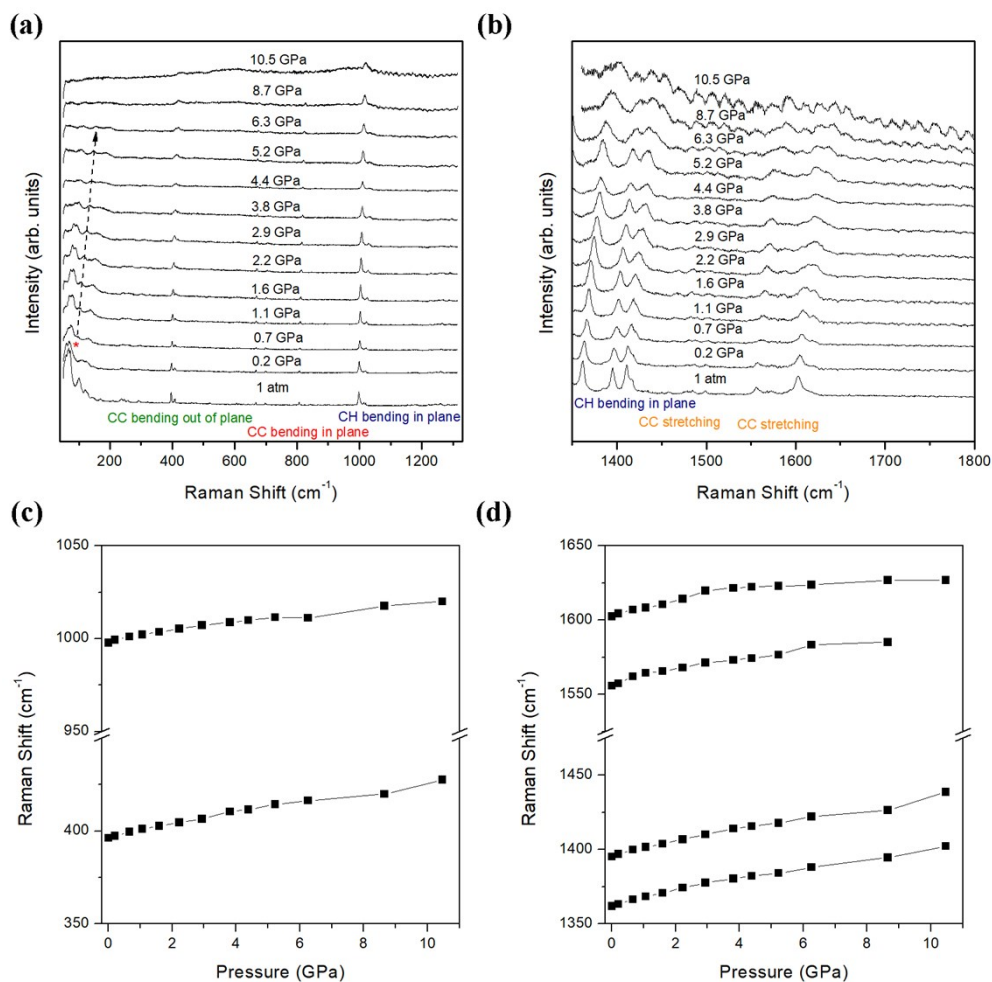 (a)
10.5 GPa
8.7 GPa
6.3 GPa
5.2 GPa
4.4 GPa
3.8 GPa
2.9 GPa
2.2 GPa
1.6 GPa
1.1 GPa
0.7 GPa
*
0.2 GPa
1 atm
CC bending out of plane
CH bending in plane
CC bending in plane
Intensity (arb. units)
200 400 600 800 1000 1200
Raman Shift (cm⁻¹)
(b)
10.5 GPa
8.7 GPa
6.3 GPa
5.2 GPa
4.4 GPa
3.8 GPa
2.9 GPa
2.2 GPa
1.6 GPa
1.1 GPa
0.7 GPa
0.2 GPa
1 atm
CH bending in plane
CC stretching
CC stretching
Intensity (arb. units)
1400 1500 1600 1700 1800
Raman Shift (cm⁻¹)
(c)
1050
1000
950
400
350
Raman Shift (cm⁻¹)
0 2 4 6 8 10
Pressure (GPa)
(d)
1650
1600
1550
1450
1400
1350
Raman Shift (cm⁻¹)
0 2 4 6 8 10
Pressure (GPa)